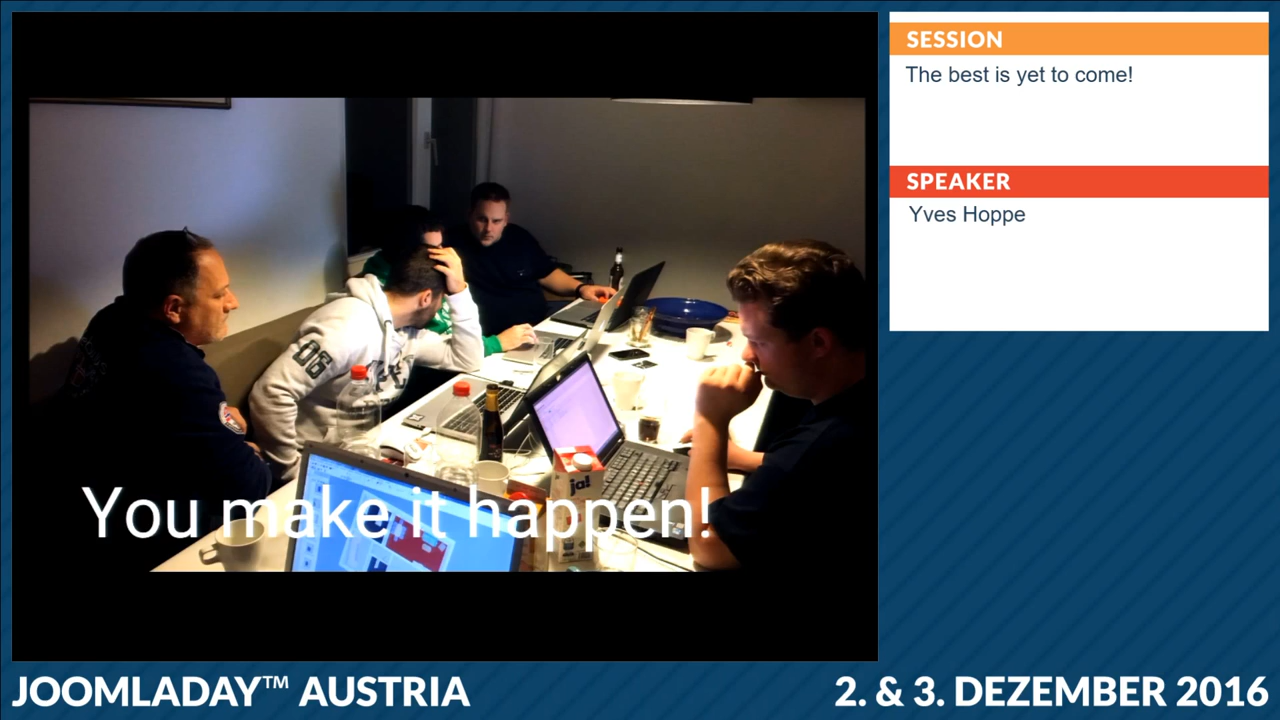 SESSION
The best is yet to come!
SPEAKER
Yves Hoppe
06
ja!
You make it happen!
JOOMLADAY™ AUSTRIA
2. & 3. DEZEMBER 2016